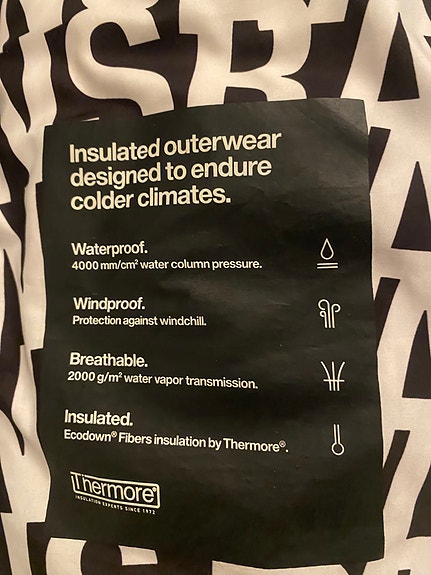 Insulated outerwear
designed to endure
colder climates.
Waterproof.
4000 mm/cm² water column pressure.
Windproof.
Protection against windchill.
Breathable.
2000 g/m² water vapor transmission.
Insulated.
Ecodown® Fibers insulation by Thermore®.
Thermore®
INSULATION EXPERTS SINCE 1972